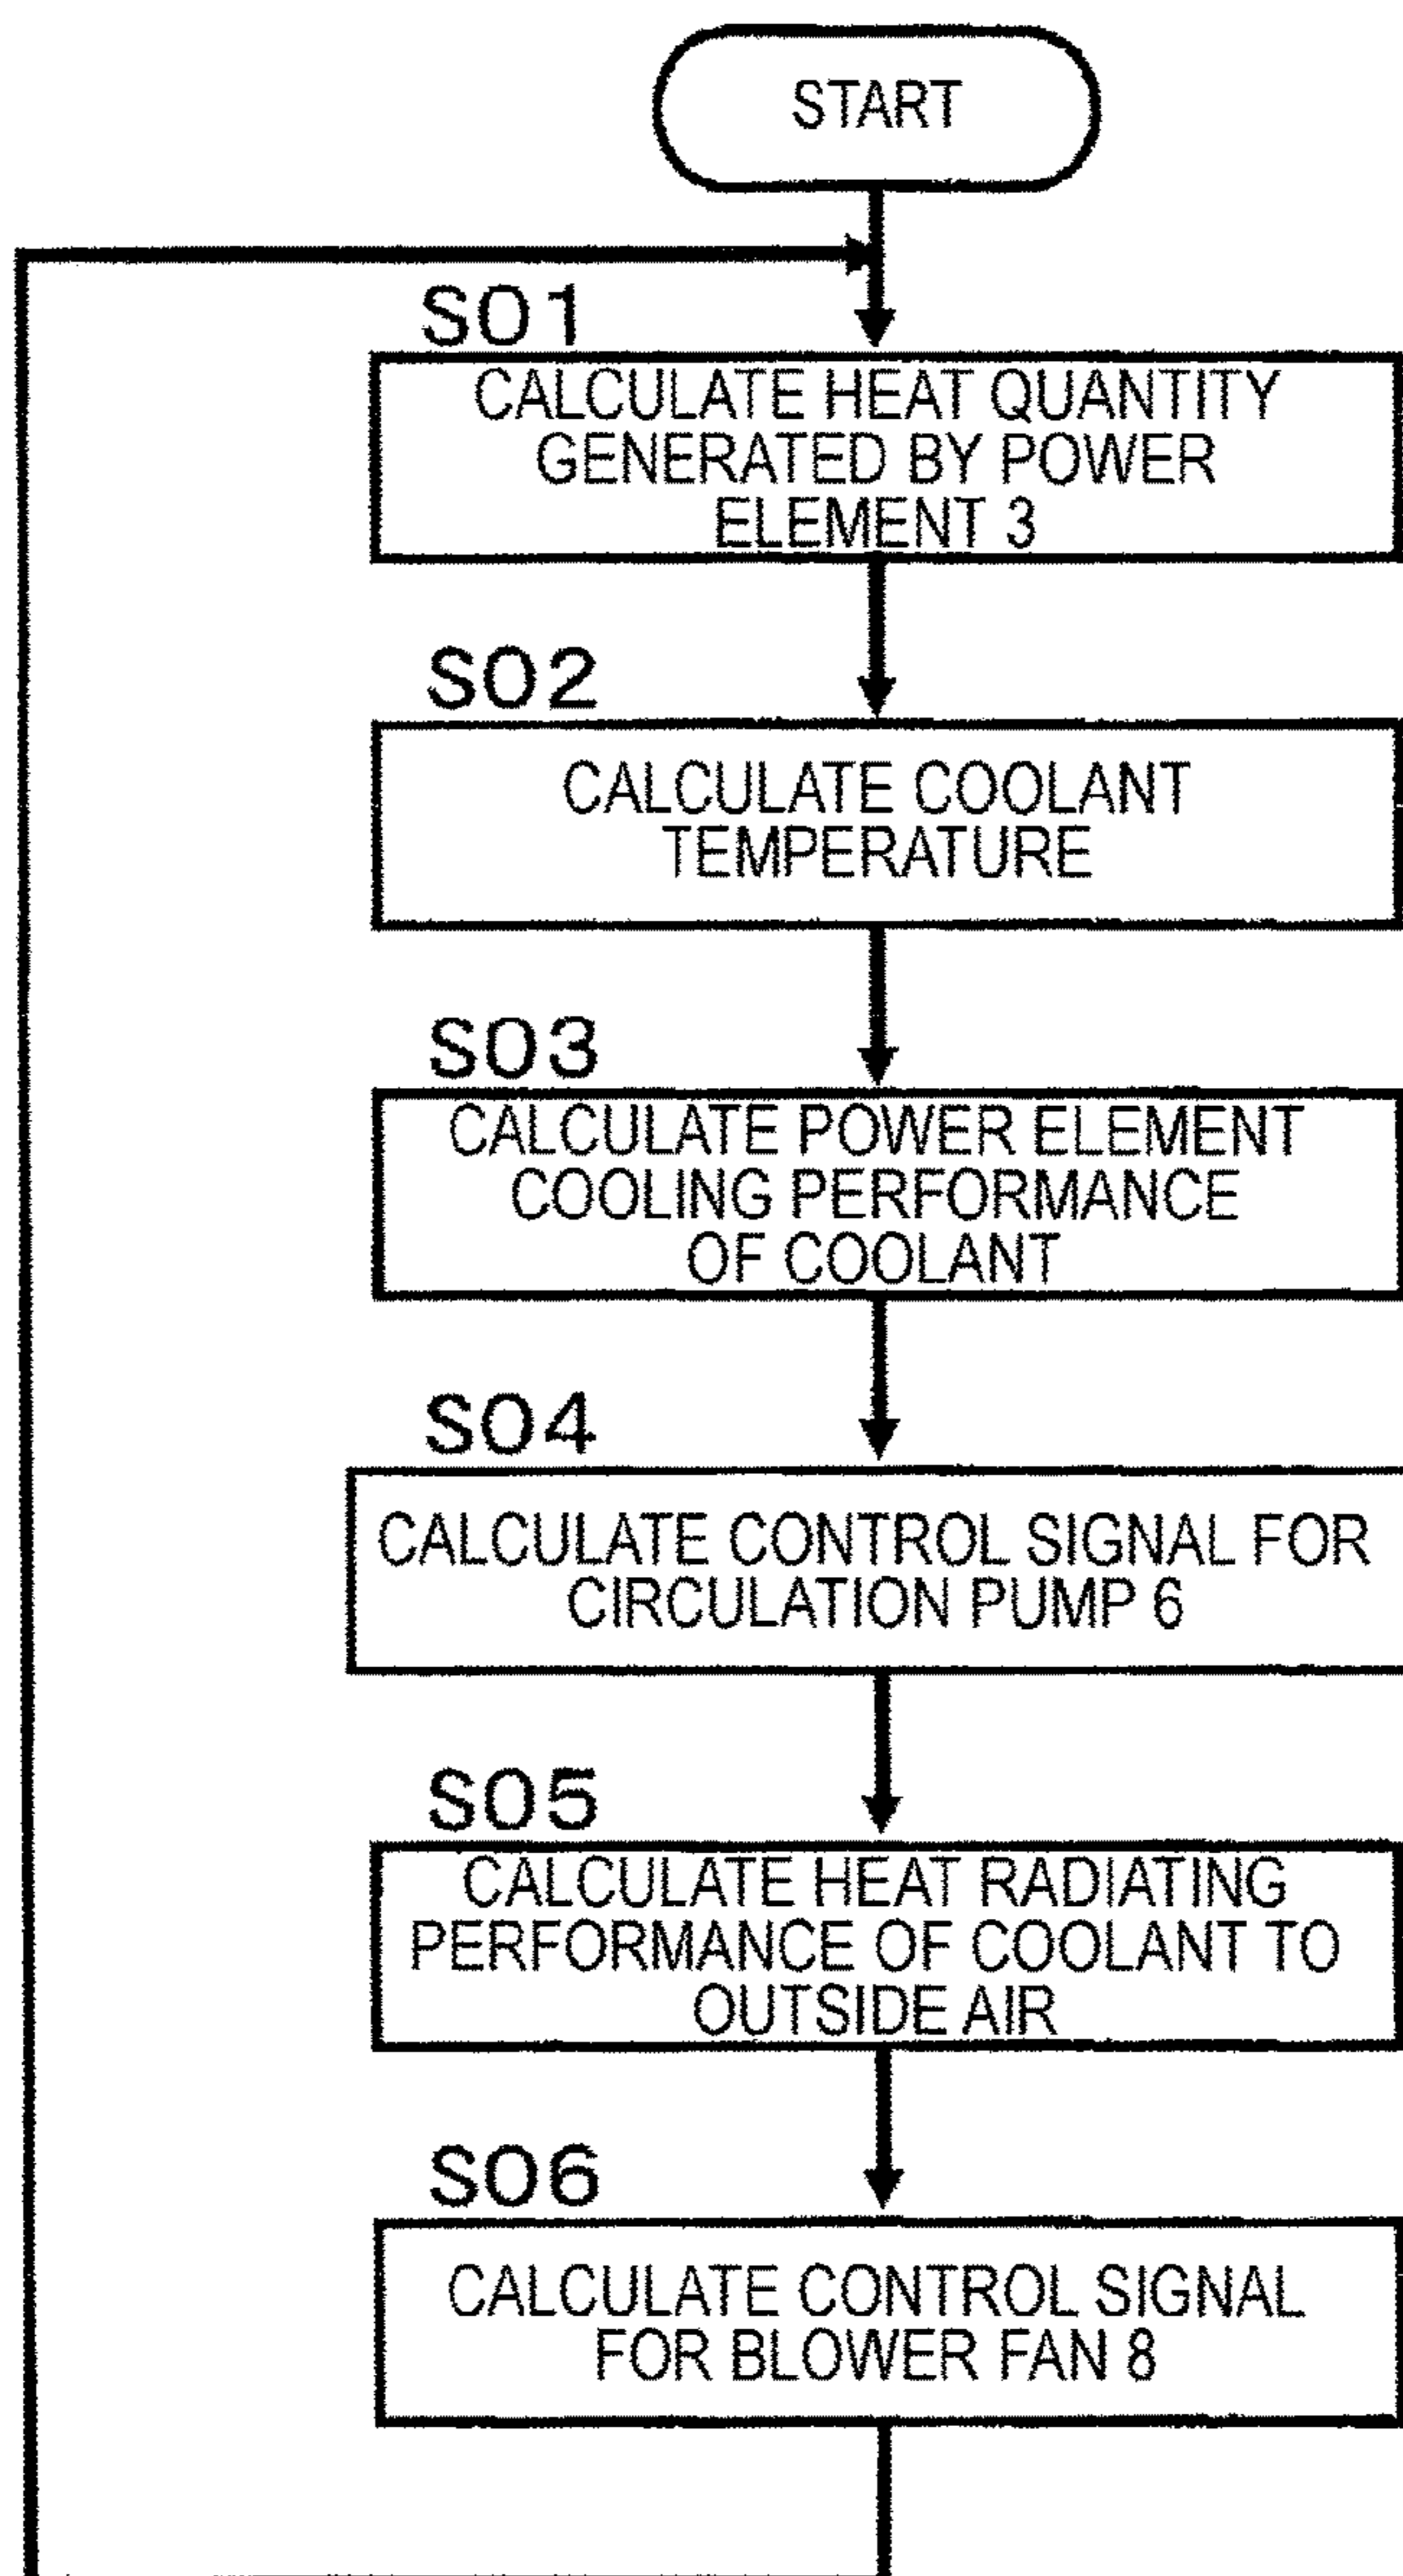 START
S01
CALCULATE HEAT QUANTITY
GENERATED BY POWER
ELEMENT 3
S02
CALCULATE COOLANT
TEMPERATURE
S03
CALCULATE POWER ELEMENT
COOLING PERFORMANCE
OF COOLANT
S04
CALCULATE CONTROL SIGNAL FOR
CIRCULATION PUMP 6
S05
CALCULATE HEAT RADIATING
PERFORMANCE OF COOLANT TO
OUTSIDE AIR
S06
CALCULATE CONTROL SIGNAL
FOR BLOWER FAN 8